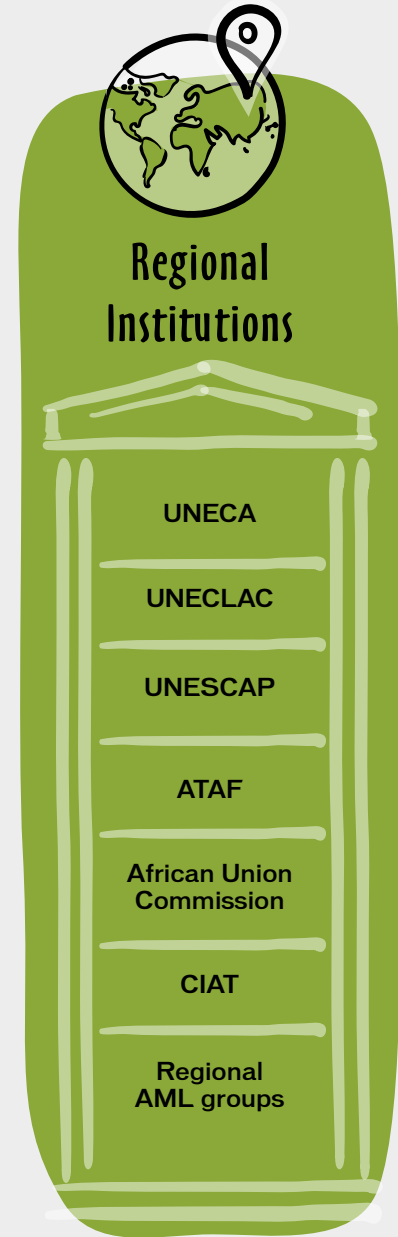 Regional
Institutions
UNECA
UNECLAC
UNESCAP
ATAF
African Union
Commission
CIAT
Regional
AML groups